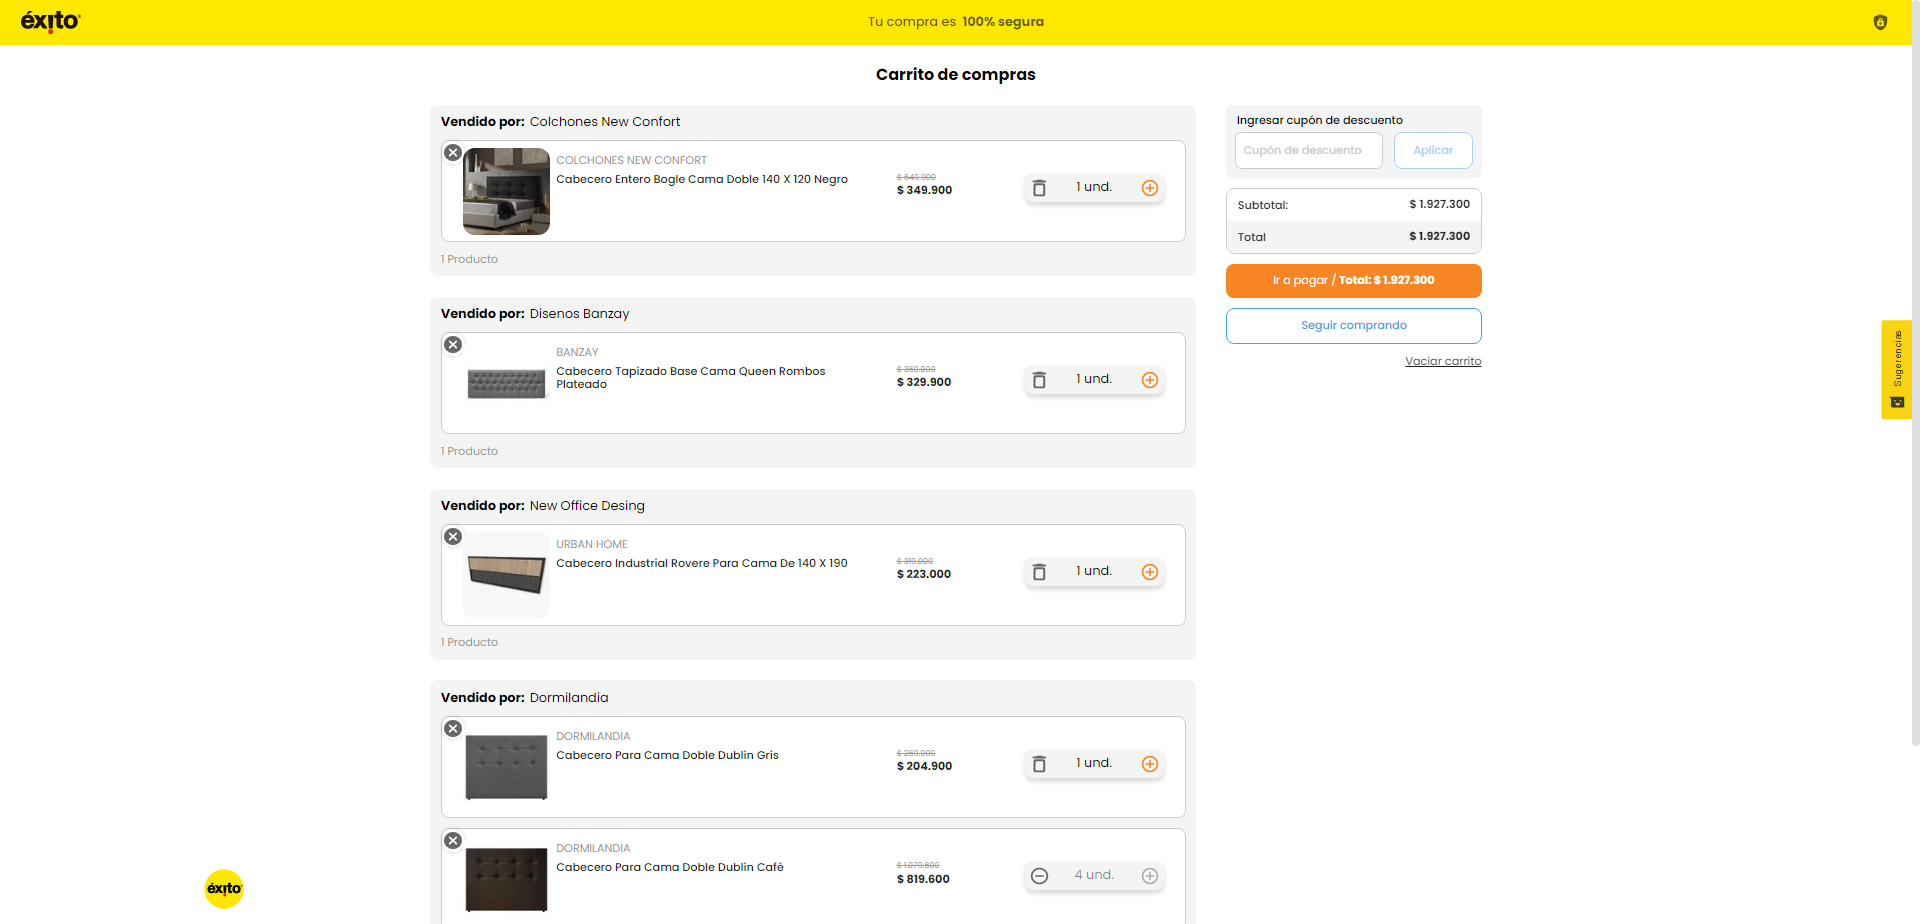 éxito
Tu compra es 100% segura
Carrito de compras
Vendido por: Colchones New Confort
COLCHONES NEW CONFORT
Cabecero Entero Bogle Cama Doble 140 X 120 Negro
$ 649.900
$ 349.900
1 und.
1 Producto
Vendido por: Disenos Banzay
BANZAY
Cabecero Tapizado Base Cama Queen Rombos
Plateado
$ 360.000
$ 329.900
1 und.
1 Producto
Vendido por: New Office Desing
URBAN HOME
Cabecero Industrial Rovere Para Cama De 140 X 190
$ 319.000
$ 223.000
1 und.
1 Producto
Vendido por: Dormilandia
DORMILANDIA
Cabecero Para Cama Doble Dublin Gris
$ 269.900
$ 204.900
1 und.
DORMILANDIA
Cabecero Para Cama Doble Dublin Café
$ 1.079.600
$ 819.600
4 und.
Ingresar cupón de descuento
Cupón de descuento
Aplicar
Subtotal: $ 1.927.300
Total $ 1.927.300
Ir a pagar / Total: $ 1.927.300
Seguir comprando
Vaciar carrito
Sugerencias
éxito